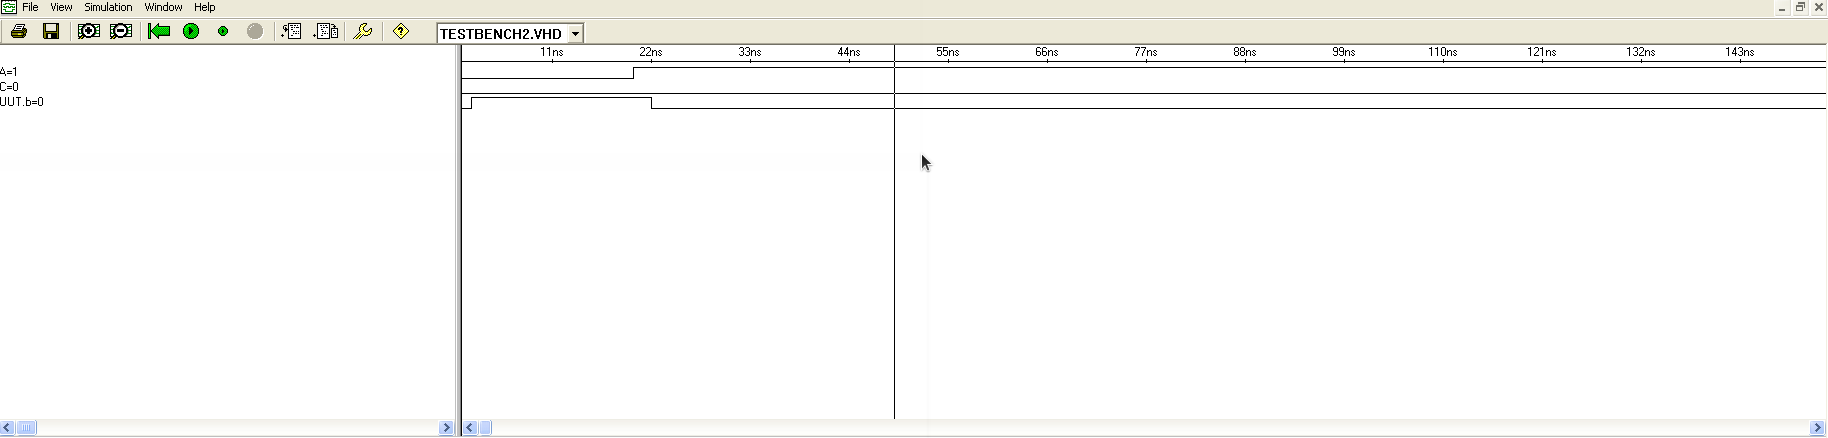 File View Simulation Window Help
TESTBENCH2.VHD
11ns 22ns 33ns 44ns 55ns 66ns 77ns 88ns 99ns 110ns 121ns 132ns 143ns
A=1
C=0
UUT.b=0